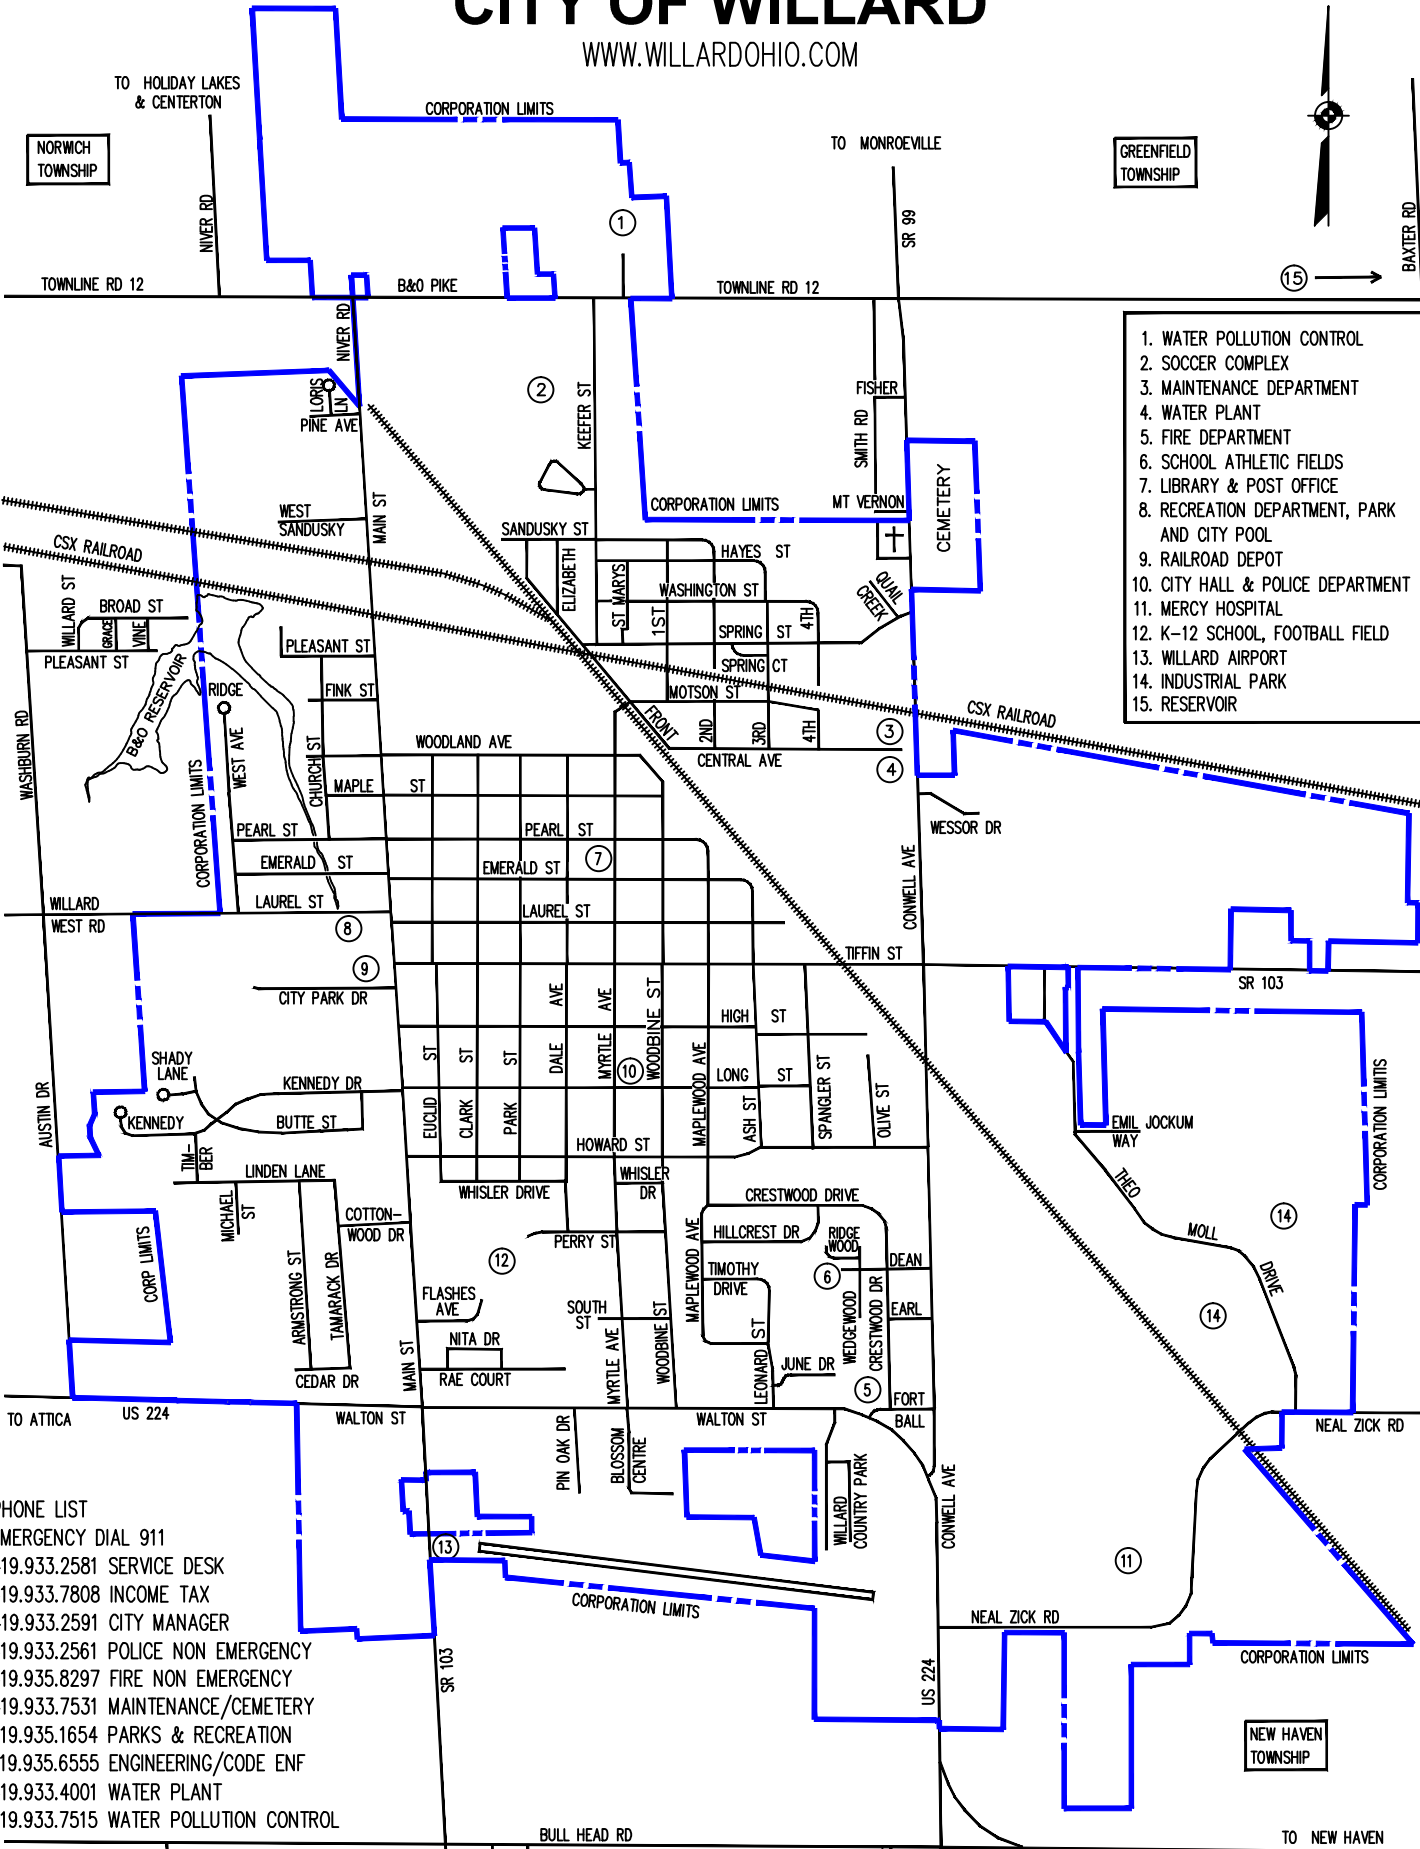 CITY OF WILLARD
WWW.WILLARDOHIO.COM
TO HOLIDAY LAKES
& CENTERTON
CORPORATION LIMITS
TO MONROEVILLE
NORWICH
TOWNSHIP
GREENFIELD
TOWNSHIP
NIVER RD
1
SR 99
BAXTER RD
15
TOWNLINE RD 12
B&O PIKE
TOWNLINE RD 12
NIVER RD
1. WATER POLLUTION CONTROL
2. SOCCER COMPLEX
3. MAINTENANCE DEPARTMENT
4. WATER PLANT
5. FIRE DEPARTMENT
6. SCHOOL ATHLETIC FIELDS
7. LIBRARY & POST OFFICE
8. RECREATION DEPARTMENT, PARK
AND CITY POOL
9. RAILROAD DEPOT
10. CITY HALL & POLICE DEPARTMENT
11. MERCY HOSPITAL
12. K-12 SCHOOL, FOOTBALL FIELD
13. WILLARD AIRPORT
14. INDUSTRIAL PARK
15. RESERVOIR
LORIS
LN
PINE AVE
2
KEEFER ST
FISHER
SMITH RD
MT VERNON
CEMETERY
CORPORATION LIMITS
WEST
SANDUSKY
MAIN ST
SANDUSKY ST
CSX RAILROAD
HAYES ST
ELIZABETH
ST MARYS
1ST
WASHINGTON ST
4TH
QUAIL
CREEK
WILLARD ST
BROAD ST
GRACE
VINE
PLEASANT ST
PLEASANT ST
SPRING ST
SPRING CT
B&O RESERVOIR
RIDGE
FINK ST
MOTSON ST
FRONT
2ND
3RD
4TH
3
CSX RAILROAD
WASHBURN RD
WEST AVE
CHURCH ST
WOODLAND AVE
CENTRAL AVE
4
CORPORATION LIMITS
MAPLE ST
WESSOR DR
PEARL ST
PEARL ST
EMERALD ST
EMERALD ST
7
CONWELL AVE
WILLARD
WEST RD
LAUREL ST
LAUREL ST
8
9
TIFFIN ST
SR 103
CITY PARK DR
EUCLID ST
CLARK ST
PARK ST
DALE AVE
MYRTLE AVE
WOODBINE ST
MAPLEWOOD AVE
HIGH ST
10
LONG ST
ASH ST
SPANGLER ST
OLIVE ST
SHADY
LANE
KENNEDY DR
KENNEDY
BUTTE ST
AUSTIN DR
TIM-
BER
HOWARD ST
EMIL JOCKUM
WAY
CORPORATION LIMITIS
LINDEN LANE
MICHAEL
ST
WHISLER DRIVE
WHISLER
DR
CRESTWOOD DRIVE
THEO
MOLL
DRIVE
14
14
COTTON-
WOOD DR
ARMSTRONG ST
TAMARACK DR
CORP LIMITS
12
PERRY ST
MAPLEWOOD AVE
HILLCREST DR
RIDGE
WOOD
TIMOTHY
DRIVE
6
DEAN
FLASHES
AVE
SOUTH
ST
MYRTLE AVE
WOODBINE ST
LEONARD ST
WEDGEWOOD
CRESTWOOD DR
EARL
NITA DR
RAE COURT
MAIN ST
CEDAR DR
JUNE DR
5
FORT
BALL
TO ATTICA
US 224
WALTON ST
WALTON ST
NEAL ZICK RD
PIN OAK DR
BLOSSOM
CENTRE
WILLARD
COUNTRY PARK
CONWELL AVE
PHONE LIST
MERGENCY DIAL 911
19.933.2581 SERVICE DESK
19.933.7808 INCOME TAX
19.933.2591 CITY MANAGER
19.933.2561 POLICE NON EMERGENCY
19.935.8297 FIRE NON EMERGENCY
19.933.7531 MAINTENANCE/CEMETERY
19.935.1654 PARKS & RECREATION
19.935.6555 ENGINEERING/CODE ENF
19.933.4001 WATER PLANT
19.933.7515 WATER POLLUTION CONTROL
13
11
CORPORATION LIMITS
NEAL ZICK RD
SR 103
US 224
CORPORATION LIMITS
NEW HAVEN
TOWNSHIP
BULL HEAD RD
TO NEW HAVEN